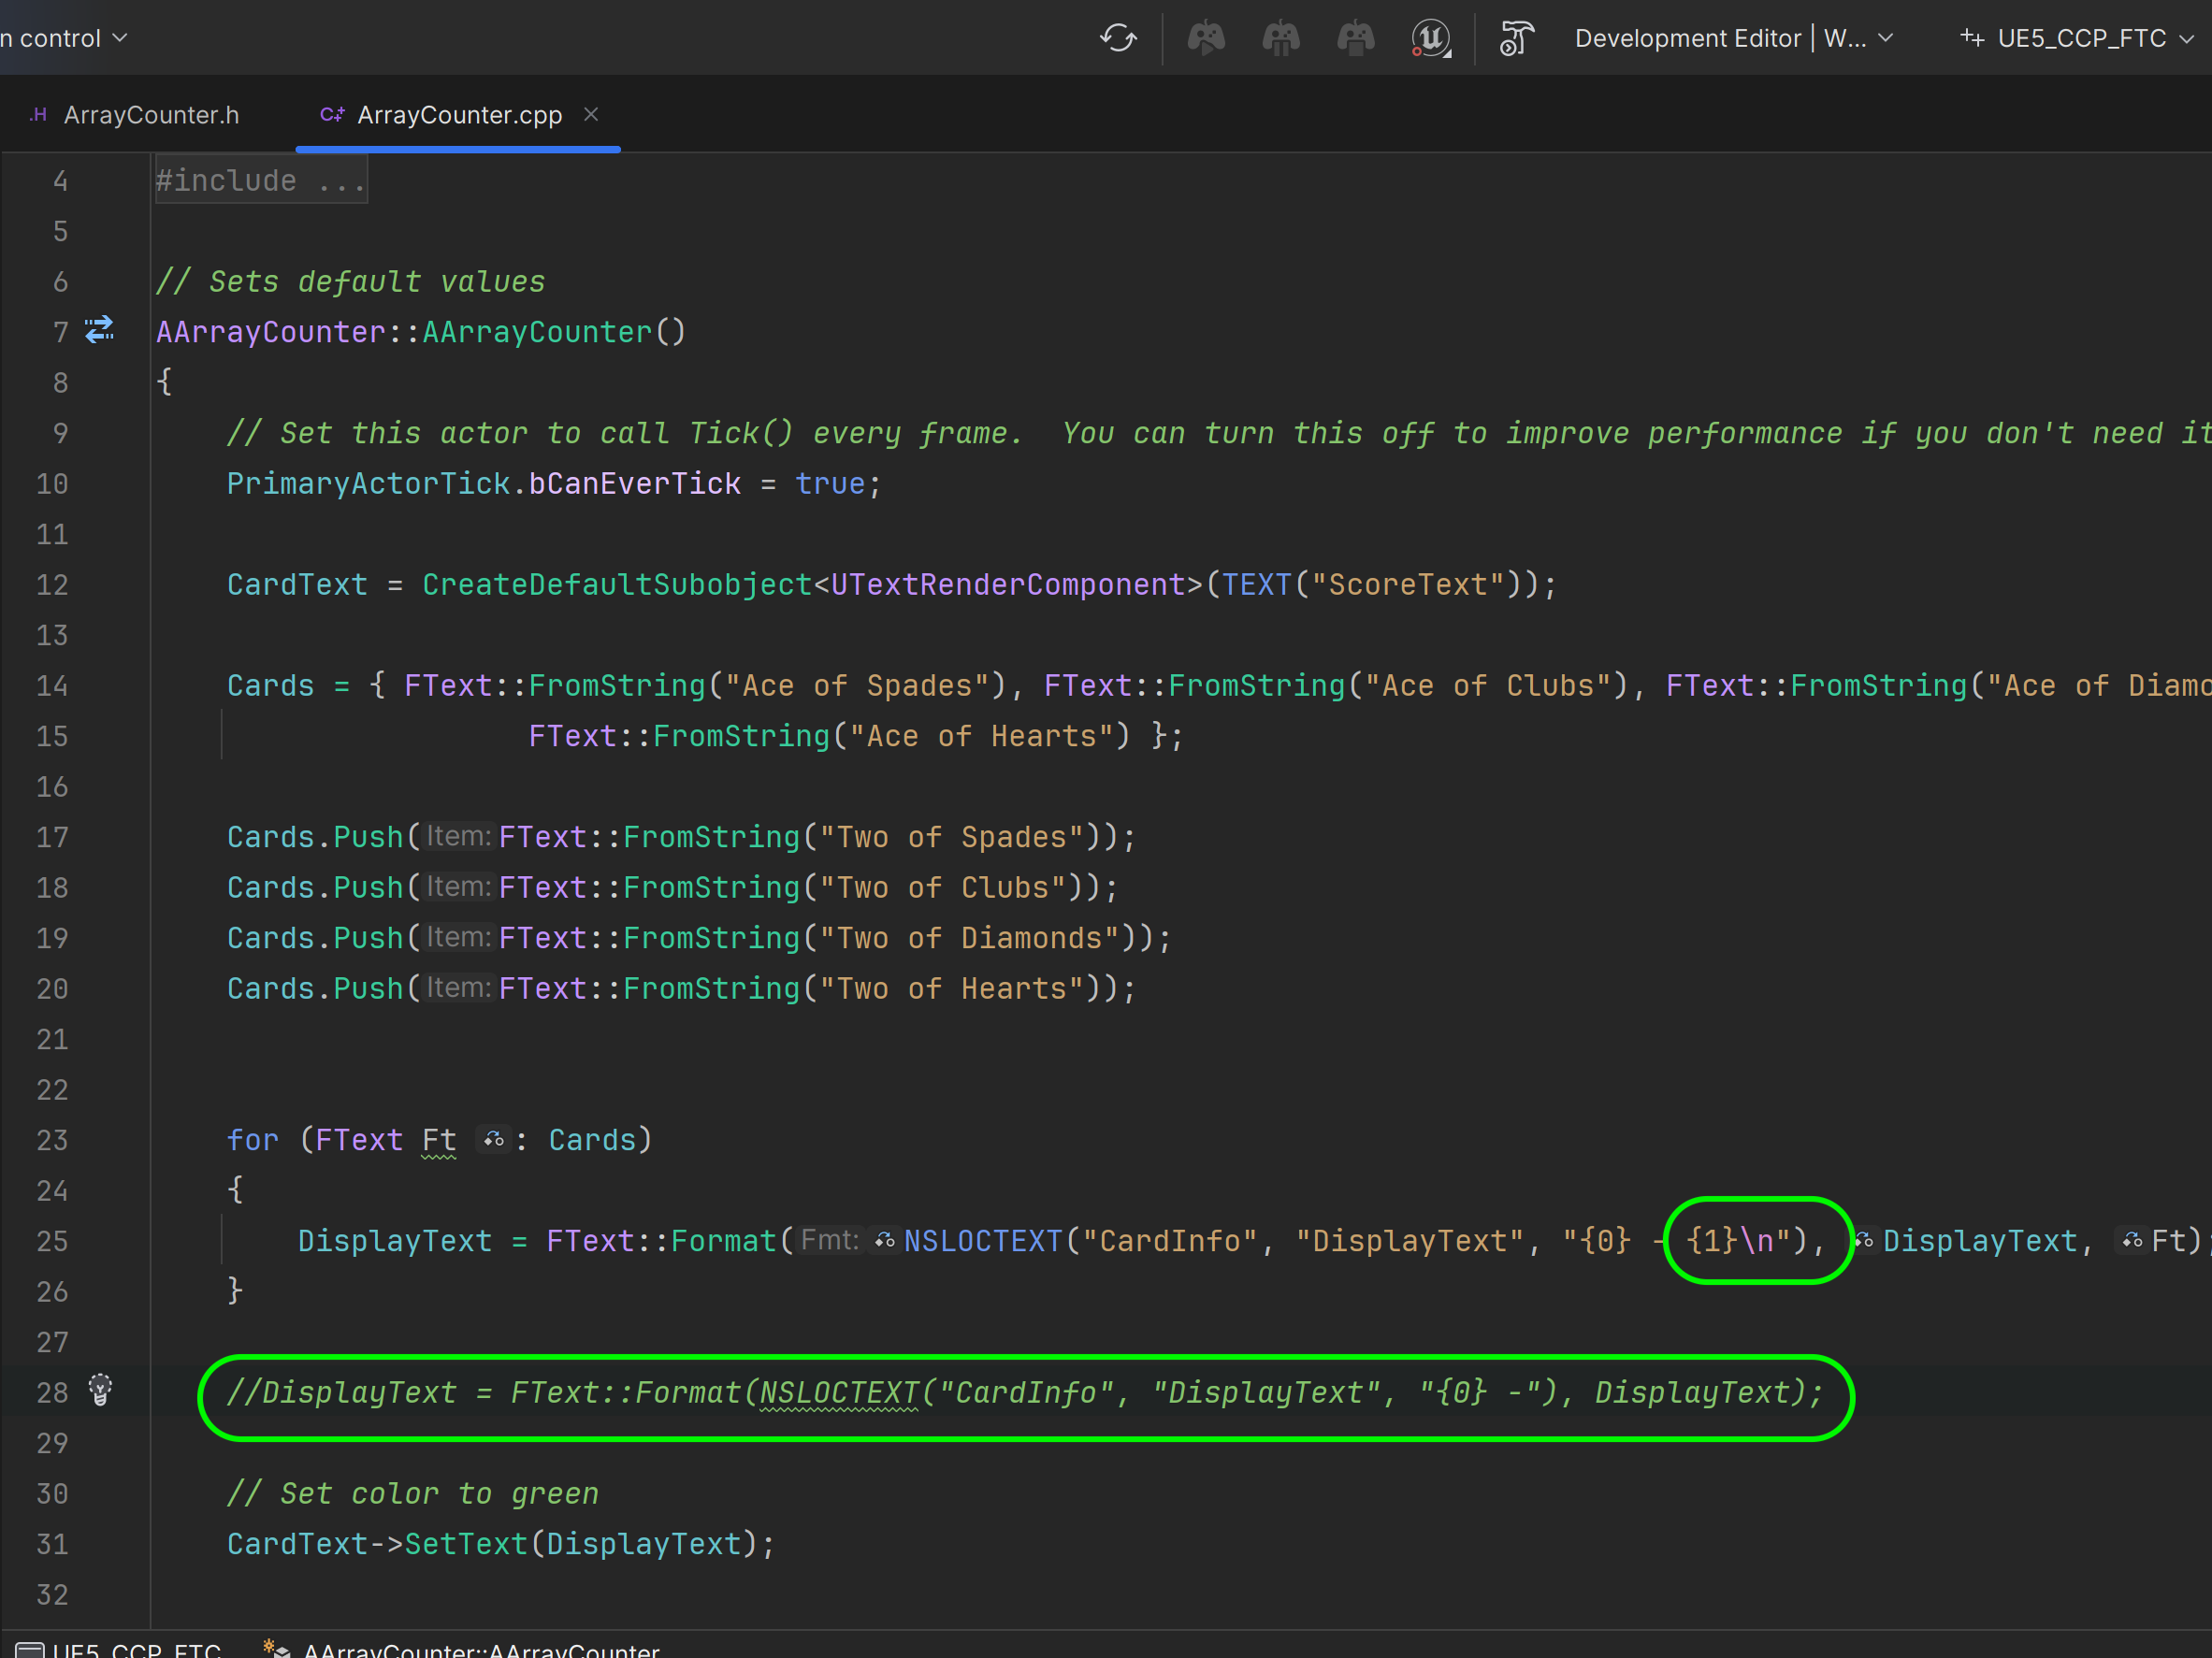 n control Development Editor | W... UE5_CCP_FTC
.H ArrayCounter.h C++ ArrayCounter.cpp ×
4 #include ...
5
6 // Sets default values
7 AArrayCounter::AArrayCounter()
8 {
9 // Set this actor to call Tick() every frame.  You can turn this off to improve performance if you don't need it
10 PrimaryActorTick.bCanEverTick = true;
11
12 CardText = CreateDefaultSubobject<UTextRenderComponent>(TEXT("ScoreText"));
13
14 Cards = { FText::FromString("Ace of Spades"), FText::FromString("Ace of Clubs"), FText::FromString("Ace of Diamo
15 FText::FromString("Ace of Hearts") };
16
17 Cards.Push(Item:FText::FromString("Two of Spades"));
18 Cards.Push(Item:FText::FromString("Two of Clubs"));
19 Cards.Push(Item:FText::FromString("Two of Diamonds"));
20 Cards.Push(Item:FText::FromString("Two of Hearts"));
21
22
23 for (FText Ft : Cards)
24 {
25 DisplayText = FText::Format(Fmt: NSLOCTEXT("CardInfo", "DisplayText", "{0} - {1}\n"), DisplayText, Ft);
26 }
27
28 //DisplayText = FText::Format(NSLOCTEXT("CardInfo", "DisplayText", "{0} -"), DisplayText);
29
30 // Set color to green
31 CardText->SetText(DisplayText);
32
UE5_CCP_FTC AArrayCounter::AArrayCounter